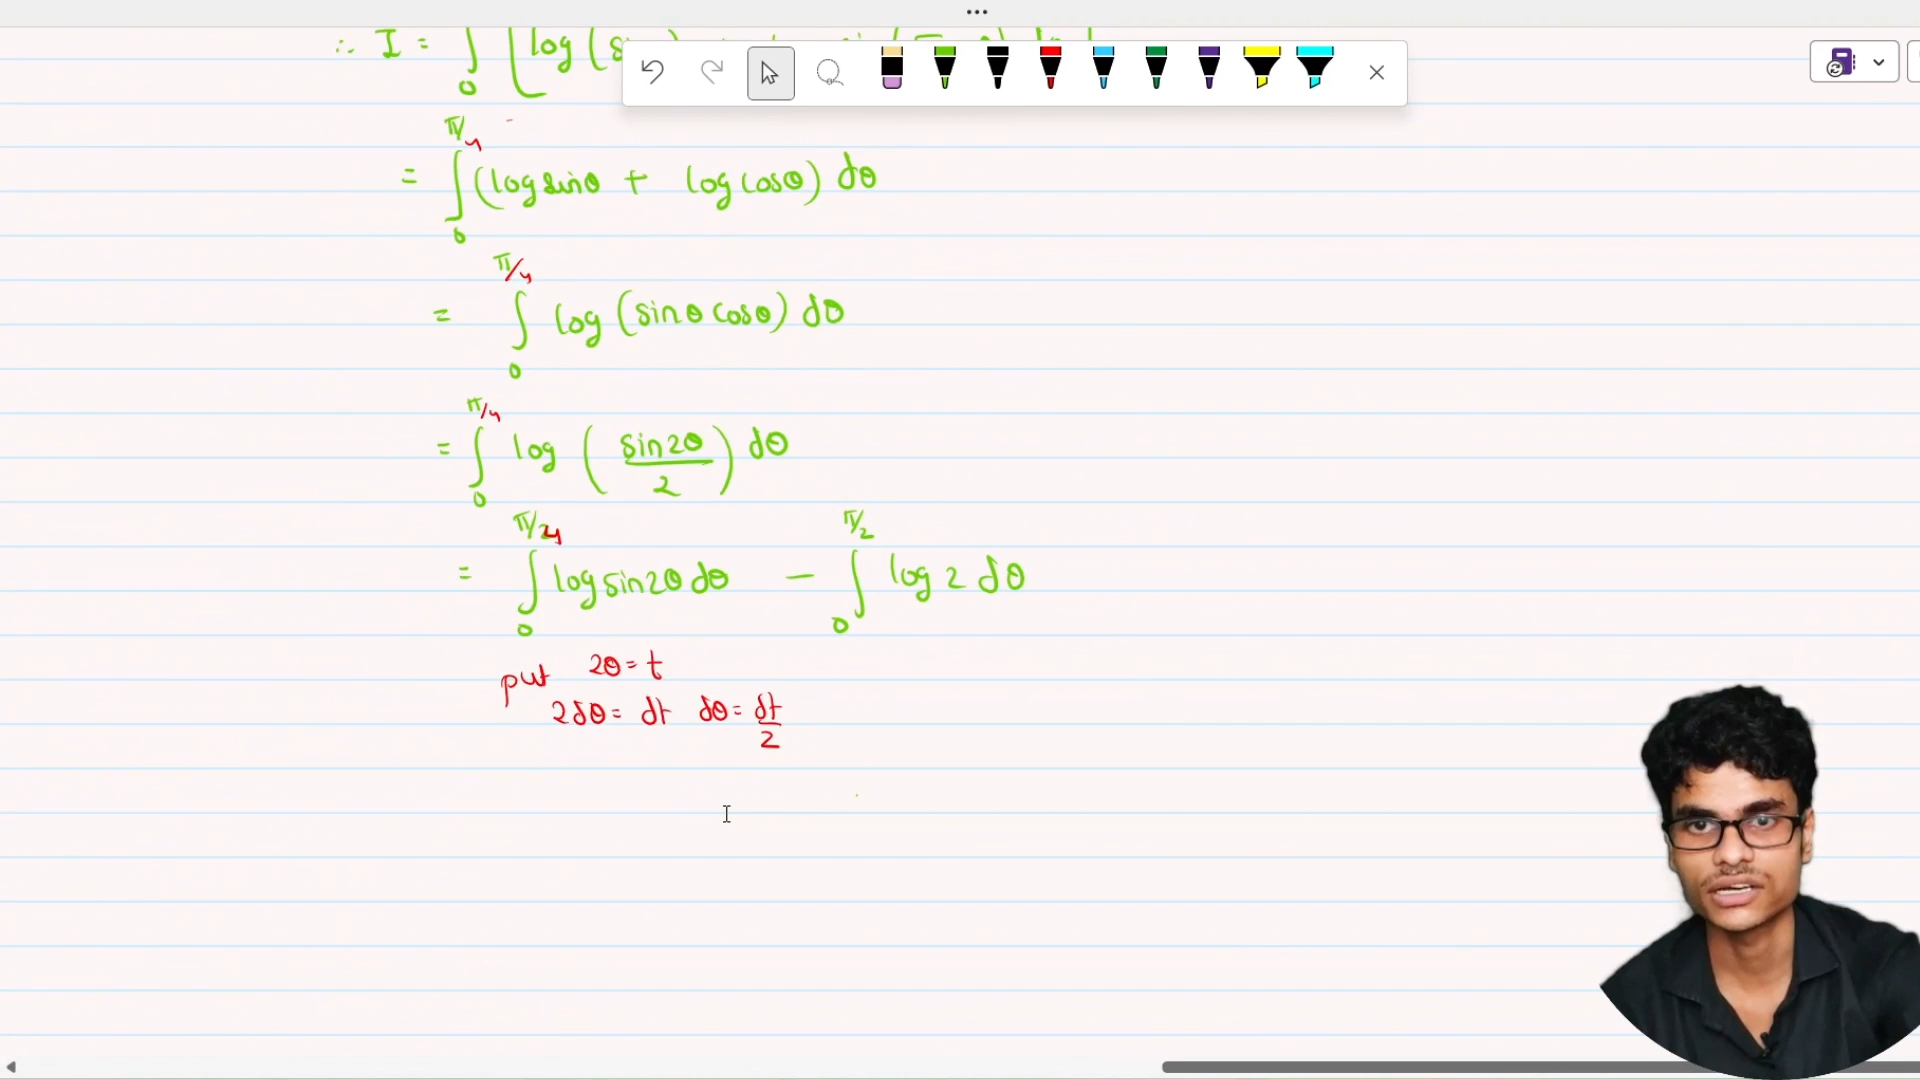 ∴ I = ∫₀ [log (s
= ∫₀^π/4 (log sinθ + log cosθ) dθ
= ∫₀^π/4 log (sinθ cosθ) dθ
= ∫₀^π/4 log (sin2θ/2) dθ
= ∫₀^π/4 log sin2θ dθ − ∫₀^π/2 log 2 dθ
put 2θ = t
2dθ = dt dθ = dt/2